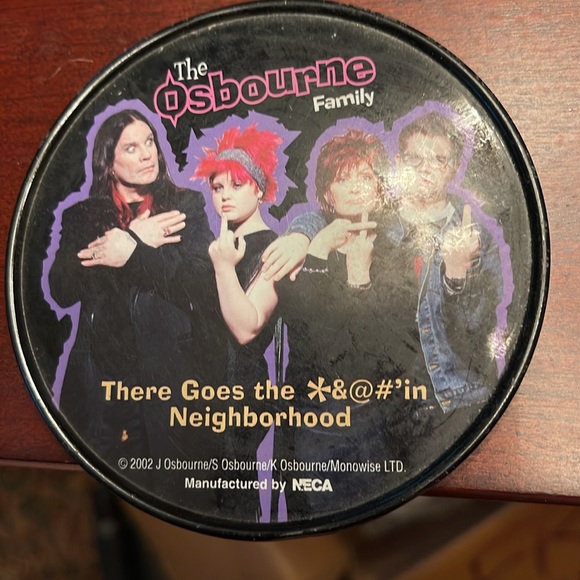 The
Osbourne
Family
There Goes the *&@#'in
Neighborhood
© 2002 J Osbourne/S Osbourne/K Osbourne/Monowise LTD.
Manufactured by NECA